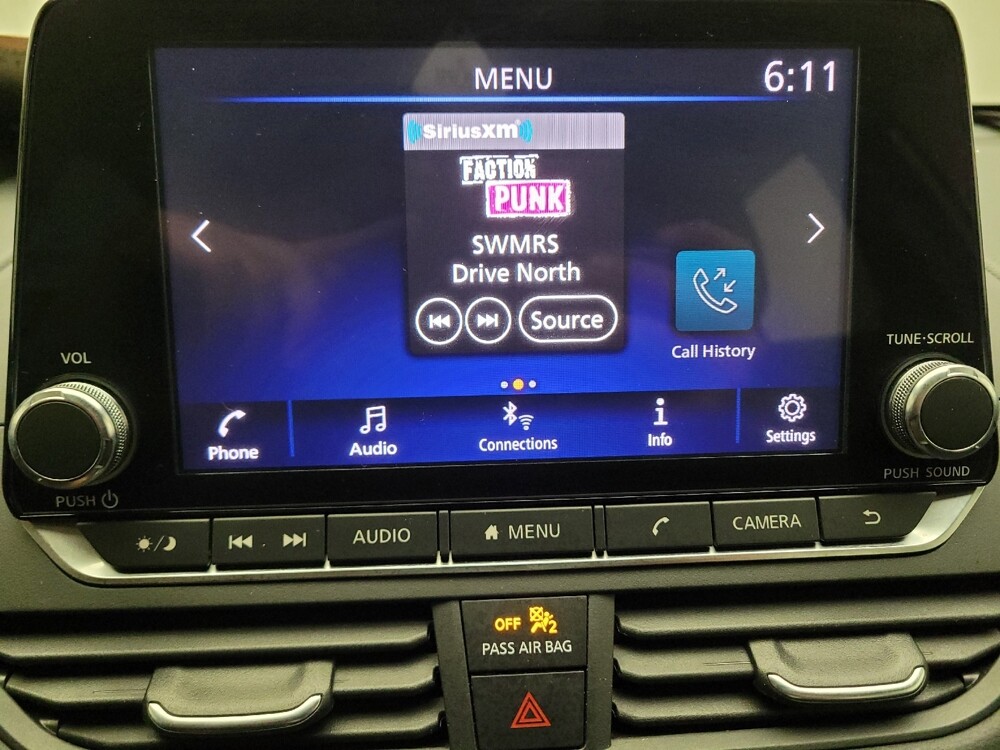 MENU
6:11
SiriusXm
FACTION
PUNK
SWMRS
Drive North
Source
Call History
Phone
Audio
Connections
Info
Settings
VOL
PUSH
TUNE·SCROLL
PUSH SOUND
AUDIO
MENU
CAMERA
OFF 2
PASS AIR BAG